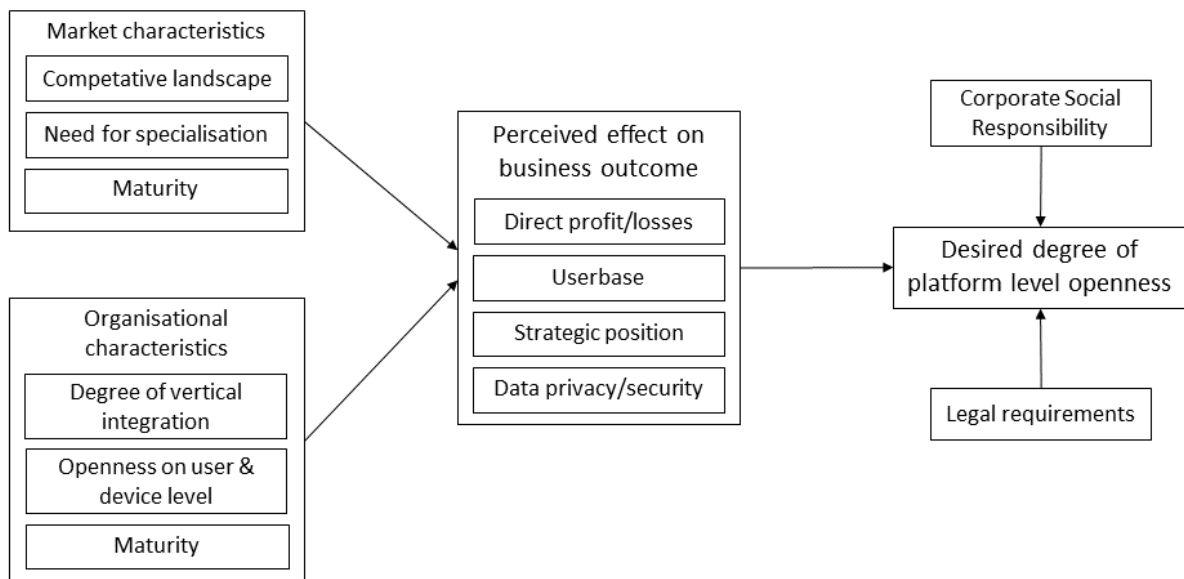 Market characteristics
Competative landscape
Need for specialisation
Maturity
Organisational
characteristics
Degree of vertical
integration
Openness on user &
device level
Maturity
Perceived effect on
business outcome
Direct profit/losses
Userbase
Strategic position
Data privacy/security
Corporate Social
Responsibility
Desired degree of
platform level openness
Legal requirements